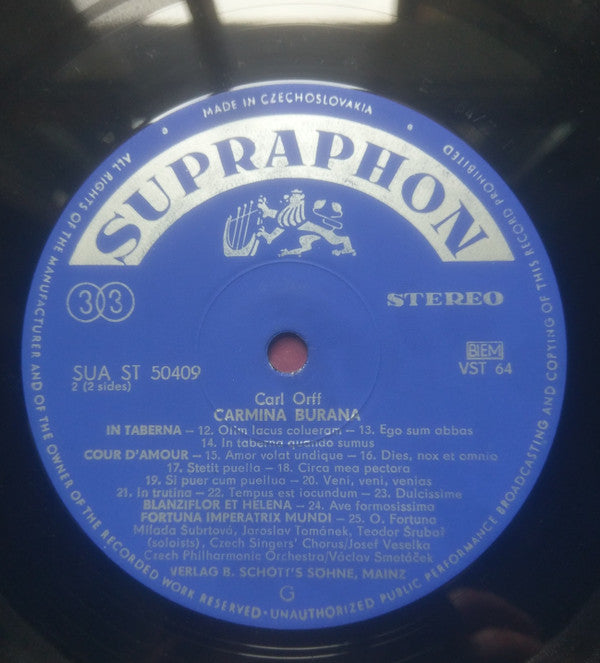 MADE IN CZECHOSLOVAKIA
ALL RIGHTS OF THE MANUFACTURER AND OF THE OWNER OF THE RECORDED WORK RESERVED • UNAUTHORIZED PUBLIC PERFORMANCE BROADCASTING AND COPYING OF THIS RECORD PROHIBITED
SUPRAPHON
33
STEREO
SUA ST 50409
BIEM
2 (2 sides)
VST 64
Carl Orff
CARMINA BURANA
IN TABERNA – 12. Olim lacus colueram – 13. Ego sum abbas
14. In taberna quando sumus
COUR D'AMOUR – 15. Amor volat undique – 16. Dies, nox et omnia
17. Stetit puella – 18. Circa mea pectora
19. Si puer cum puellua – 20. Veni, veni, venias
21. In trutina – 22. Tempus est iocundum – 23. Dulcissime
BLANZIFLOR ET HELENA – 24. Ave formosissima
FORTUNA IMPERATRIX MUNDI – 25. O. Fortuna
Milada Šubrtová, Jaroslav Tománek, Teodor Šrubař
(soloists), Czech Singers' Chorus/Josef Veselka
Czech Philharmonic Orchestra/Václav Smetáček
VERLAG B. SCHOTT'S SÖHNE, MAINZ
G